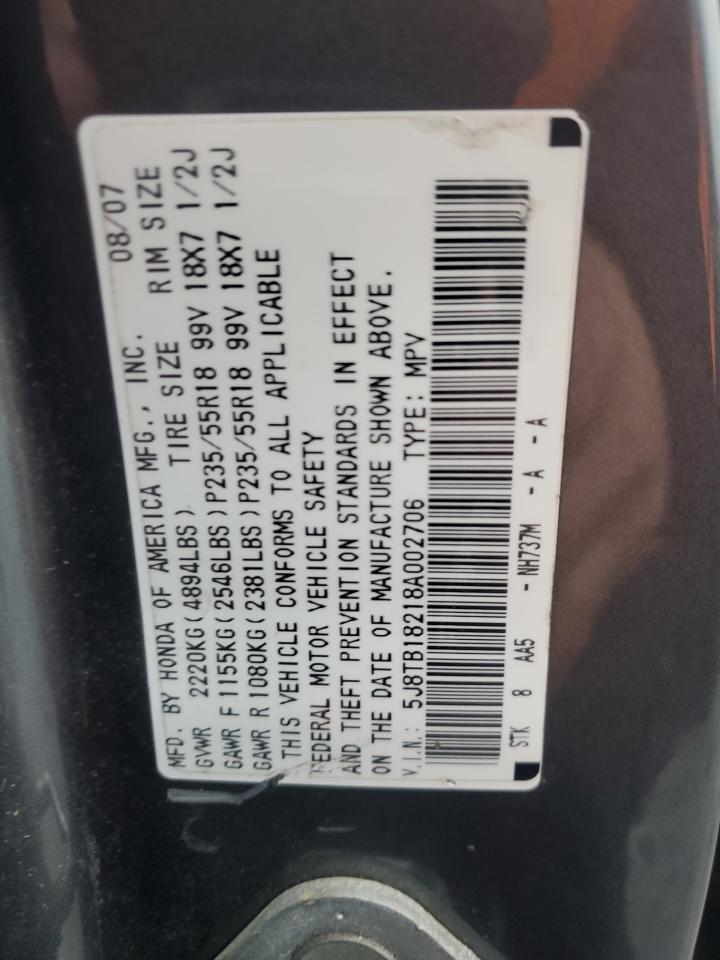 MFD. BY HONDA OF AMERICA MFG., INC. 08/07
GVWR 2220KG(4894LBS) TIRE SIZE RIM SIZE
GAWR F 1155KG(2546LBS)P235/55R18 99V 18X7 1/2J
GAWR R 1080KG(2381LBS)P235/55R18 99V 18X7 1/2J
THIS VEHICLE CONFORMS TO ALL APPLICABLE
FEDERAL MOTOR VEHICLE SAFETY
AND THEFT PREVENTION STANDARDS IN EFFECT
ON THE DATE OF MANUFACTURE SHOWN ABOVE.
V.I.N.: 5J8TB18218A002706 TYPE: MPV
STK 8 AA5 - NH737M - A - A